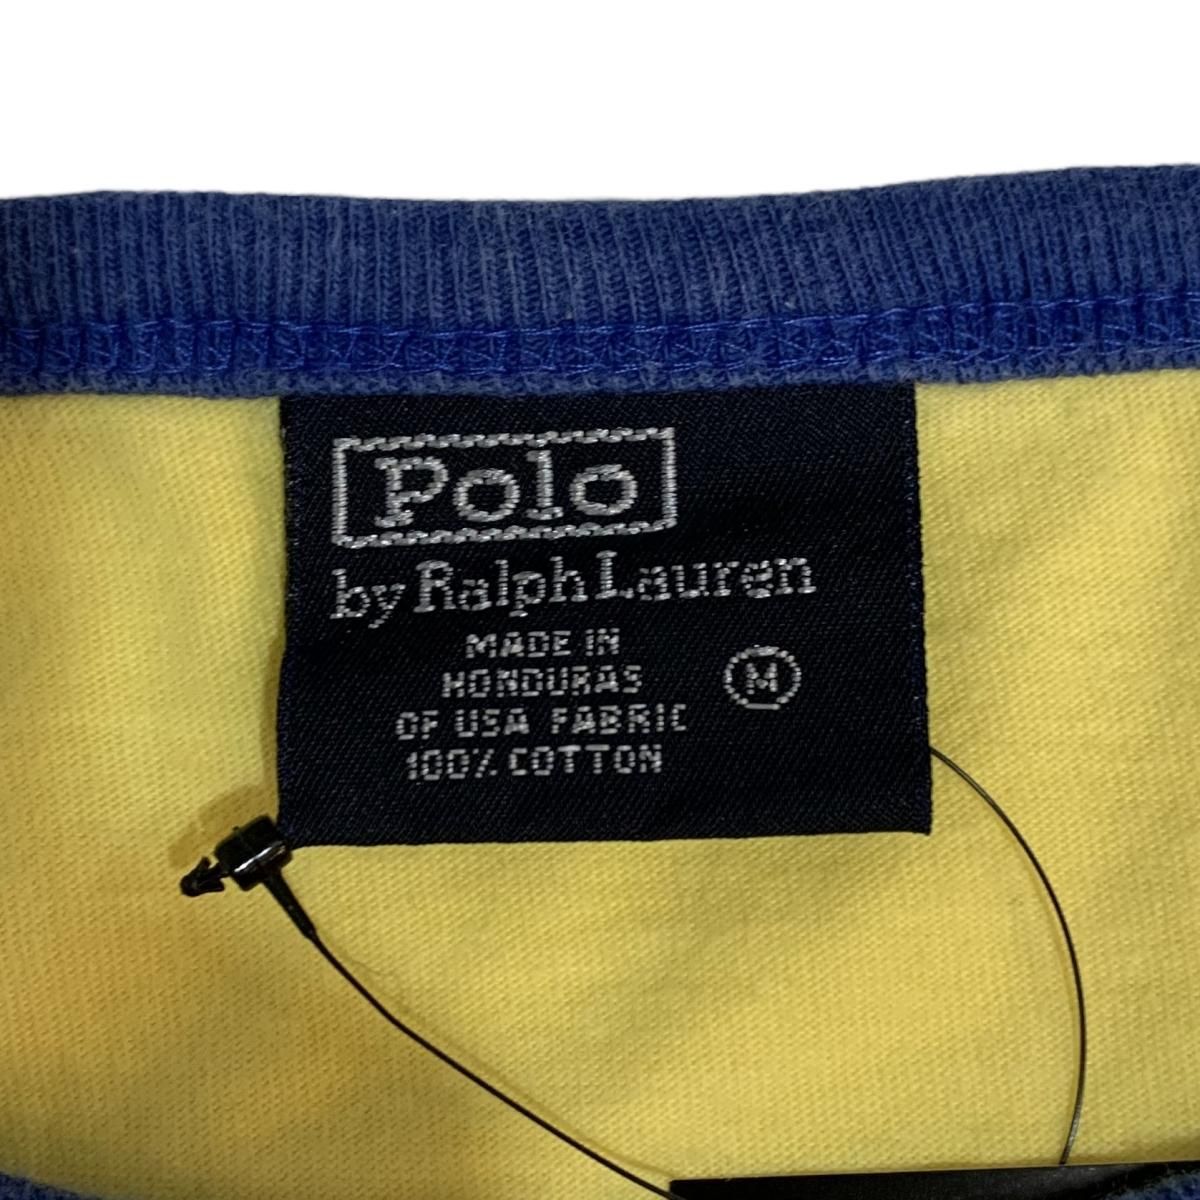 Polo
by Ralph Lauren
MADE IN
HONDURAS
OF USA FABRIC
100% COTTON
M